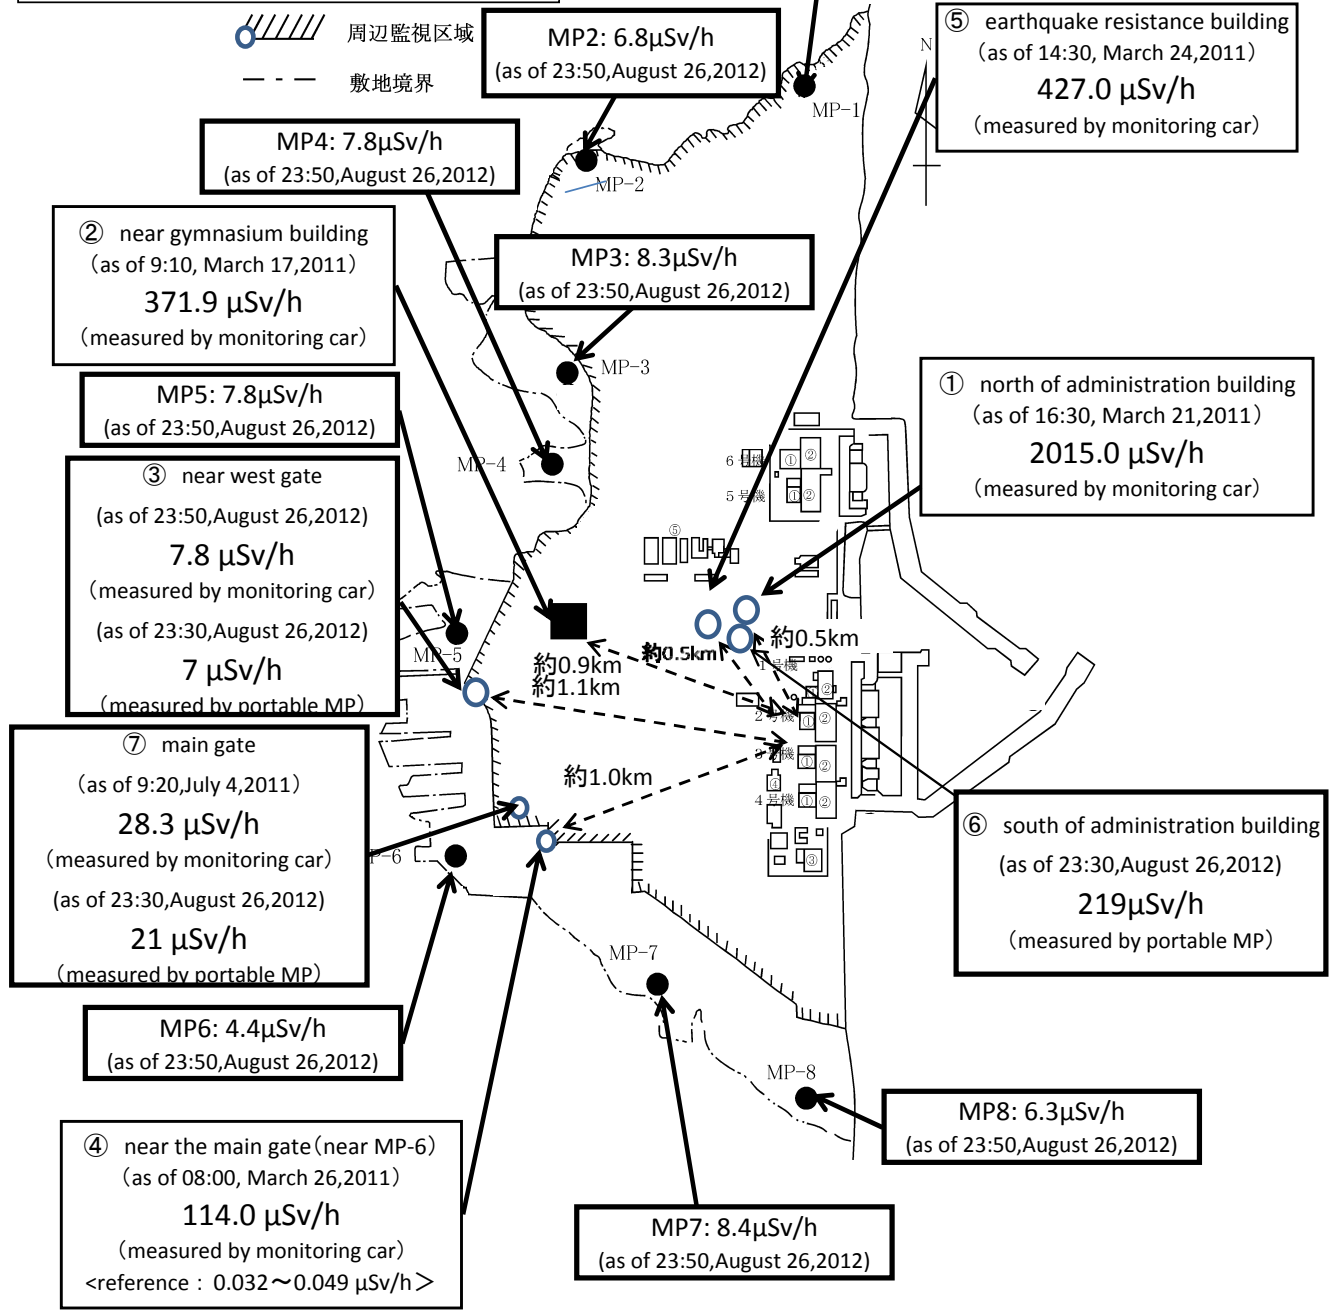 周辺監視区域
敷地境界
MP2: 6.8μSv/h
(as of 23:50,August 26,2012)
⑤ earthquake resistance building
(as of 14:30, March 24,2011)
427.0 μSv/h
(measured by monitoring car)
N
MP-1
MP4: 7.8μSv/h
(as of 23:50,August 26,2012)
MP-2
② near gymnasium building
(as of 9:10, March 17,2011)
371.9 μSv/h
(measured by monitoring car)
MP3: 8.3μSv/h
(as of 23:50,August 26,2012)
MP-3
① north of administration building
(as of 16:30, March 21,2011)
2015.0 μSv/h
(measured by monitoring car)
MP5: 7.8μSv/h
(as of 23:50,August 26,2012)
MP-4
6号機
① ②
5号機
① ②
③ near west gate
(as of 23:50,August 26,2012)
7.8 μSv/h
(measured by monitoring car)
(as of 23:30,August 26,2012)
7 μSv/h
(measured by portable MP)
⑤
MP-5
約0.5km
約0.5km
約0.9km
約1.1km
1号機
②
2号機
① ②
3号機
① ②
約1.0km
④
4号機
① ②
③
⑦ main gate
(as of 9:20,July 4,2011)
28.3 μSv/h
(measured by monitoring car)
(as of 23:30,August 26,2012)
21 μSv/h
(measured by portable MP)
P-6
⑥ south of administration building
(as of 23:30,August 26,2012)
219μSv/h
(measured by portable MP)
MP-7
MP6: 4.4μSv/h
(as of 23:50,August 26,2012)
MP-8
MP8: 6.3μSv/h
(as of 23:50,August 26,2012)
④ near the main gate(near MP-6)
(as of 08:00, March 26,2011)
114.0 μSv/h
(measured by monitoring car)
<reference : 0.032～0.049 μSv/h>
MP7: 8.4μSv/h
(as of 23:50,August 26,2012)